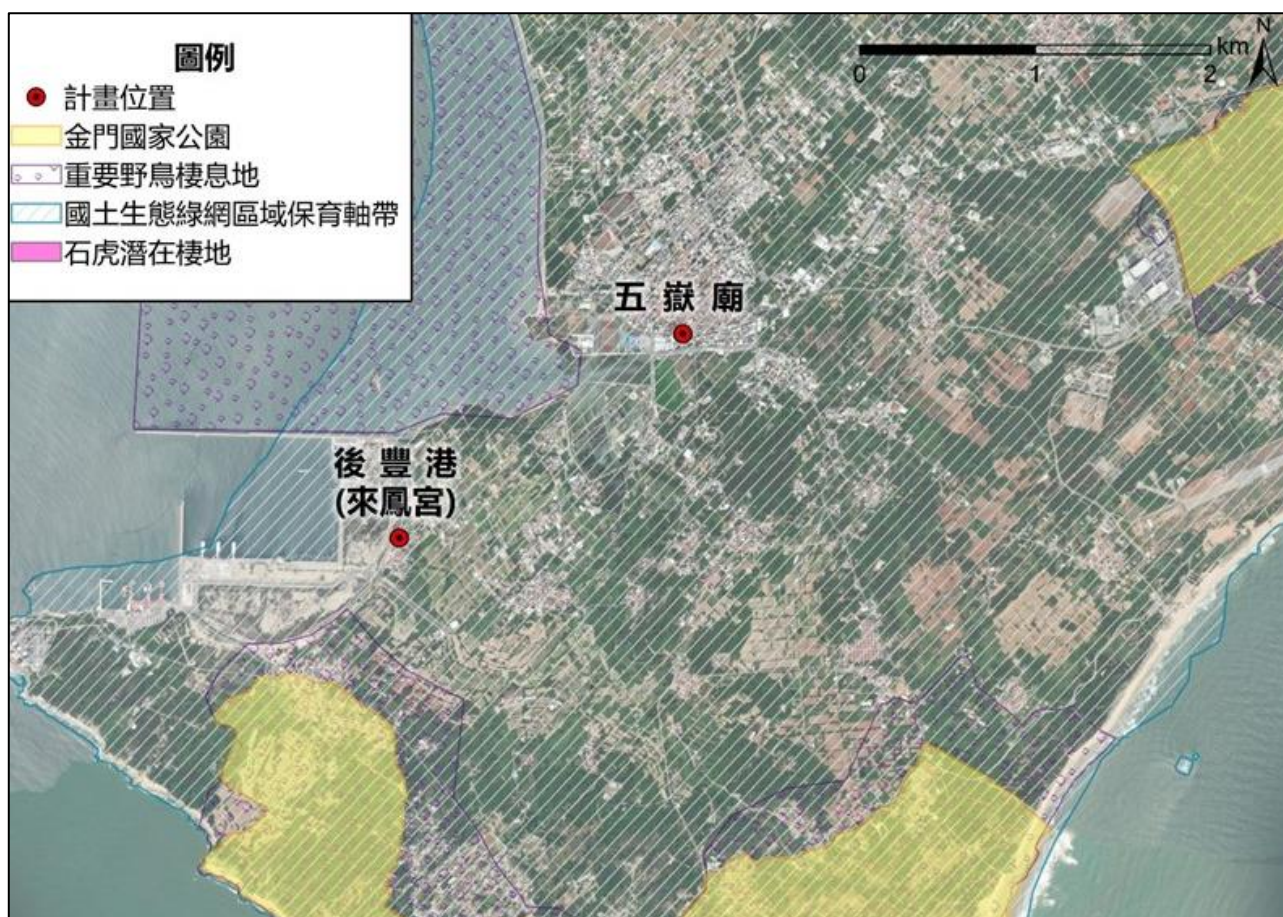 圖例
計畫位置
金門國家公園
重要野鳥棲息地
國土生態綠網區域保育軸帶
石虎潛在棲地
N
km
0 1 2
五嶽廟
後豐港
(來鳳宮)